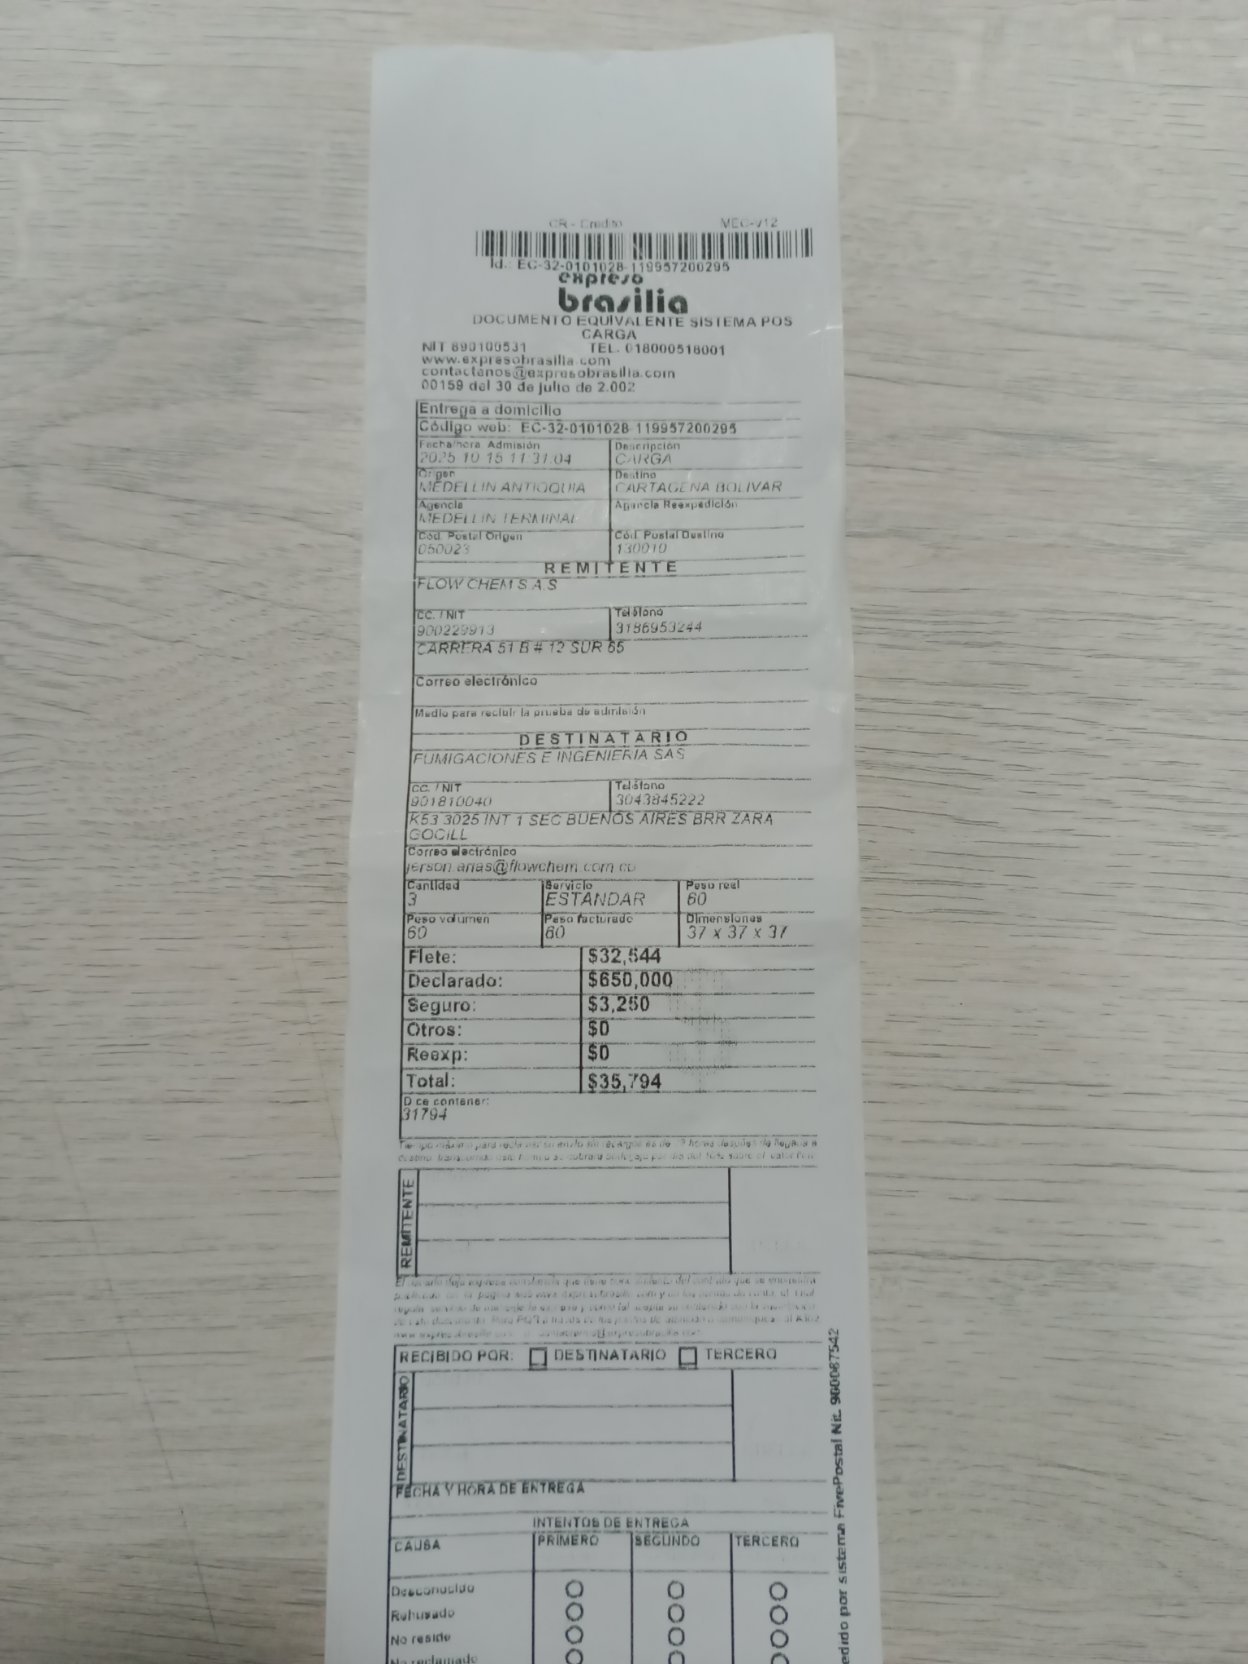 CR - Credito MEC-V12
Id.: EC-32-0101028-119957200295
expreso
brasilia
DOCUMENTO EQUIVALENTE SISTEMA POS
CARGA
NIT 890100531 TEL. 018000518001
www.expresobrasilia.com
contactanos@expresobrasilia.com
00159 del 30 de julio de 2.002
Entrega a domicilio
Código web: EC-32-0101028-119957200295
Fecha/hora Admisión Descripción
2025 10 15 11:31:04 CARGA
Origen Destino
MEDELLIN ANTIOQUIA CARTAGENA BOLIVAR
Agencia Agencia Reexpedición
MEDELLIN TERMINAL
Cód. Postal Origen Cód. Postal Destino
050023 130010
REMITENTE
FLOW CHEM S.A.S
CC. / NIT Teléfono
900229913 3186953244
CARRERA 51 B # 12 SUR 65
Correo electrónico
Medio para recibir la prueba de admisión
DESTINATARIO
FUMIGACIONES E INGENIERIA SAS
CC. / NIT Teléfono
901810040 3043845222
K53 3025 INT 1 SEC BUENOS AIRES BRR ZARA
GOCILL
Correo electrónico
jerson.arias@flowchem.com.co
Cantidad Servicio Peso real
3 ESTANDAR 60
Peso volumen Peso facturado Dimensiones
60 60 37 x 37 x 37
Flete: $32,544
Declarado: $650,000
Seguro: $3,250
Otros: $0
Reexp: $0
Total: $35,794
Dice contener:
31794
REMITENTE
RECIBIDO POR: DESTINATARIO TERCERO
DESTINATARIO
FECHA Y HORA DE ENTREGA
INTENTOS DE ENTREGA
CAUSA PRIMERO SEGUNDO TERCERO
Desconocido
Rehusado
No reside
No reclamado
edido por sistema FivePostal Nit. 900087542